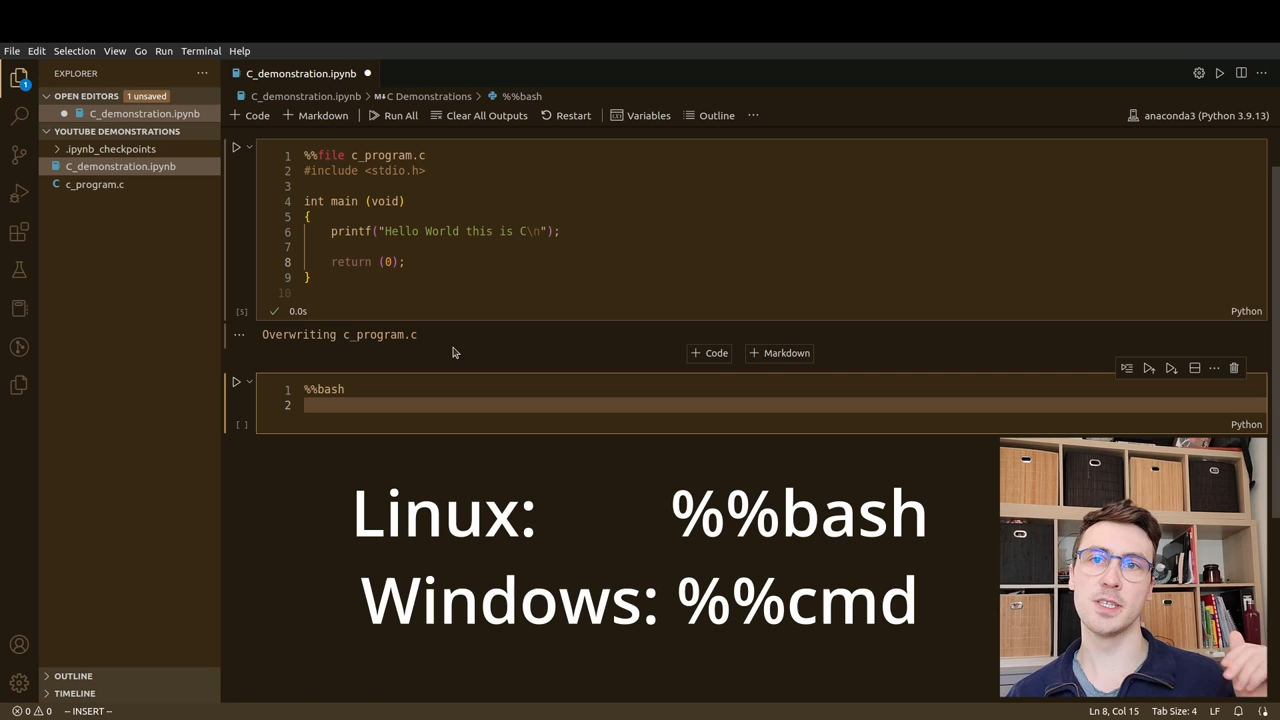 File Edit Selection View Go Run Terminal Help
EXPLORER
OPEN EDITORS 1 unsaved
C_demonstration.ipynb
YOUTUBE DEMONSTRATIONS
.ipynb_checkpoints
C_demonstration.ipynb
c_program.c
OUTLINE
TIMELINE
1
C_demonstration.ipynb
C_demonstration.ipynb > C Demonstrations > %%bash
+ Code + Markdown Run All Clear All Outputs Restart Variables Outline ... anaconda3 (Python 3.9.13)
1 %%file c_program.c
2 #include <stdio.h>
3
4 int main (void)
5 {
6 printf("Hello World this is C\n");
7
8 return (0);
9 }
10
[5] 0.0s Python
... Overwriting c_program.c
+ Code + Markdown
1 %%bash
2
[ ] Python
Linux: %%bash
Windows: %%cmd
0 0 -- INSERT -- Ln 8, Col 15 Tab Size: 4 LF